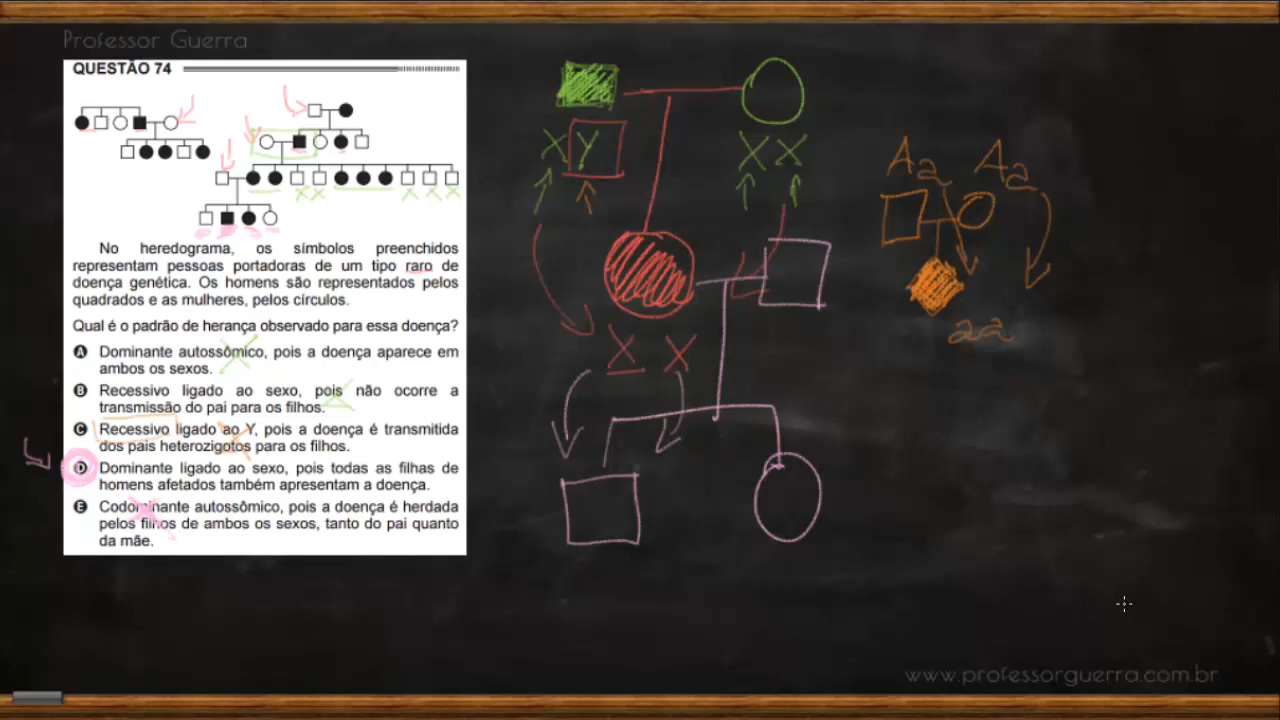 Professor Guerra
QUESTÃO 74
No heredograma, os símbolos preenchidos
representam pessoas portadoras de um tipo raro de
doença genética. Os homens são representados pelos
quadrados e as mulheres, pelos círculos.
Qual é o padrão de herança observado para essa doença?
A Dominante autossômico, pois a doença aparece em
ambos os sexos.
B Recessivo ligado ao sexo, pois não ocorre a
transmissão do pai para os filhos.
C Recessivo ligado ao Y, pois a doença é transmitida
dos pais heterozigotos para os filhos.
D Dominante ligado ao sexo, pois todas as filhas de
homens afetados também apresentam a doença.
E Codominante autossômico, pois a doença é herdada
pelos filhos de ambos os sexos, tanto do pai quanto
da mãe.
X Y
X X
X X
Aa Aa
aa
www.professorguerra.com.br